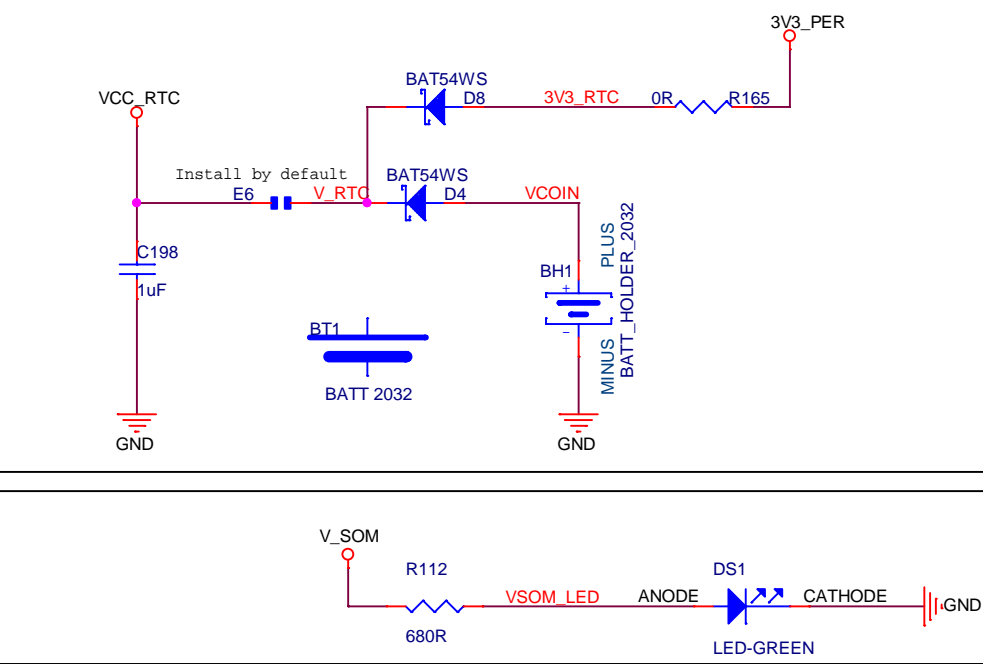 3V3_PER
BAT54WS
VCC_RTC
D8
3V3_RTC
0R
R165
Install by default
BAT54WS
E6
V_RTC
D4
VCOIN
C198
1uF
BH1
+
-
PLUS
MINUS
BATT_HOLDER_2032
BT1
BATT 2032
GND
GND
V_SOM
R112
DS1
VSOM_LED
ANODE
CATHODE
GND
680R
LED-GREEN